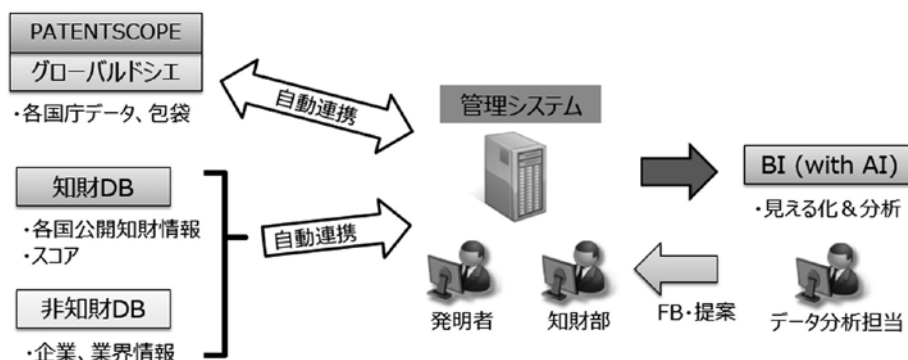 PATENTSCOPE
グローバルドシエ
・各国庁データ、包袋
自動連携
管理システム
知財DB
・各国公開知財情報
・スコア
自動連携
非知財DB
・企業、業界情報
BI (with AI)
・見える化&分析
発明者
知財部
FB・提案
データ分析担当